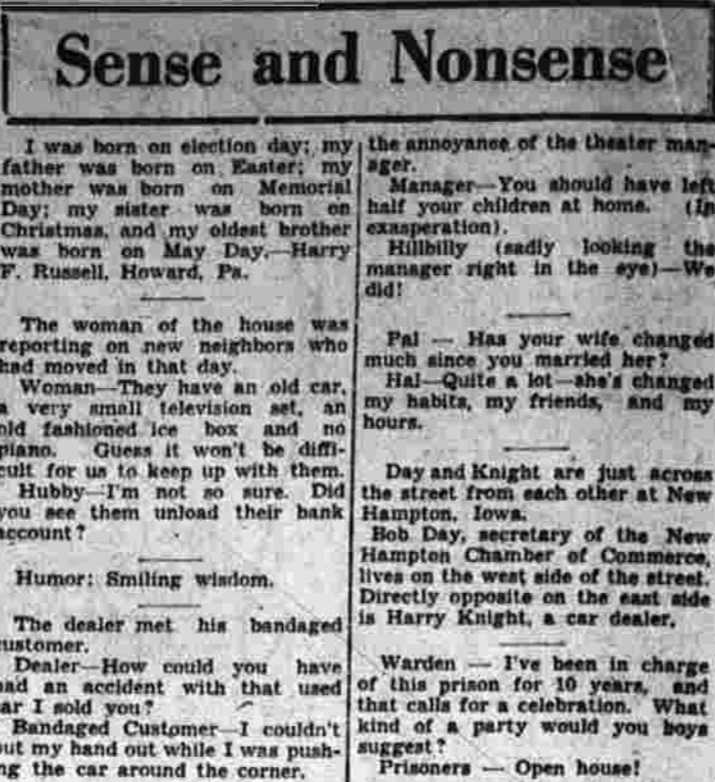 Sense and Nonsense
I was born on election day; my
father was born on Easter; my
mother was born on Memorial
Day; my sister was born on
Christmas, and my oldest brother
was born on May Day.—Harry
F. Russell, Howard, Pa.
The woman of the house was
reporting on new neighbors who
had moved in that day.
Woman—They have an old car,
a very small television set, an
old fashioned ice box and no
piano. Guess it won't be diffi-
cult for us to keep up with them.
Hubby—I'm not so sure. Did
you see them unload their bank
account?
Humor: Smiling wisdom.
The dealer met his bandaged
customer.
Dealer—How could you have
had an accident with that used
car I sold you?
Bandaged Customer—I couldn't
put my hand out while I was push-
ing the car around the corner.
the annoyance of the theater man-
ager.
Manager—You should have left
half your children at home. (In
exasperation).
Hillbilly (sadly looking the
manager right in the eye)—We
did!
Pal — Has your wife changed
much since you married her?
Hal—Quite a lot—she's changed
my habits, my friends, and my
hours.
Day and Knight are just across
the street from each other at New
Hampton, Iowa.
Bob Day, secretary of the New
Hampton Chamber of Commerce,
lives on the west side of the street.
Directly opposite on the east side
is Harry Knight, a car dealer.
Warden — I've been in charge
of this prison for 10 years, and
that calls for a celebration. What
kind of a party would you boys
suggest?
Prisoners — Open house!